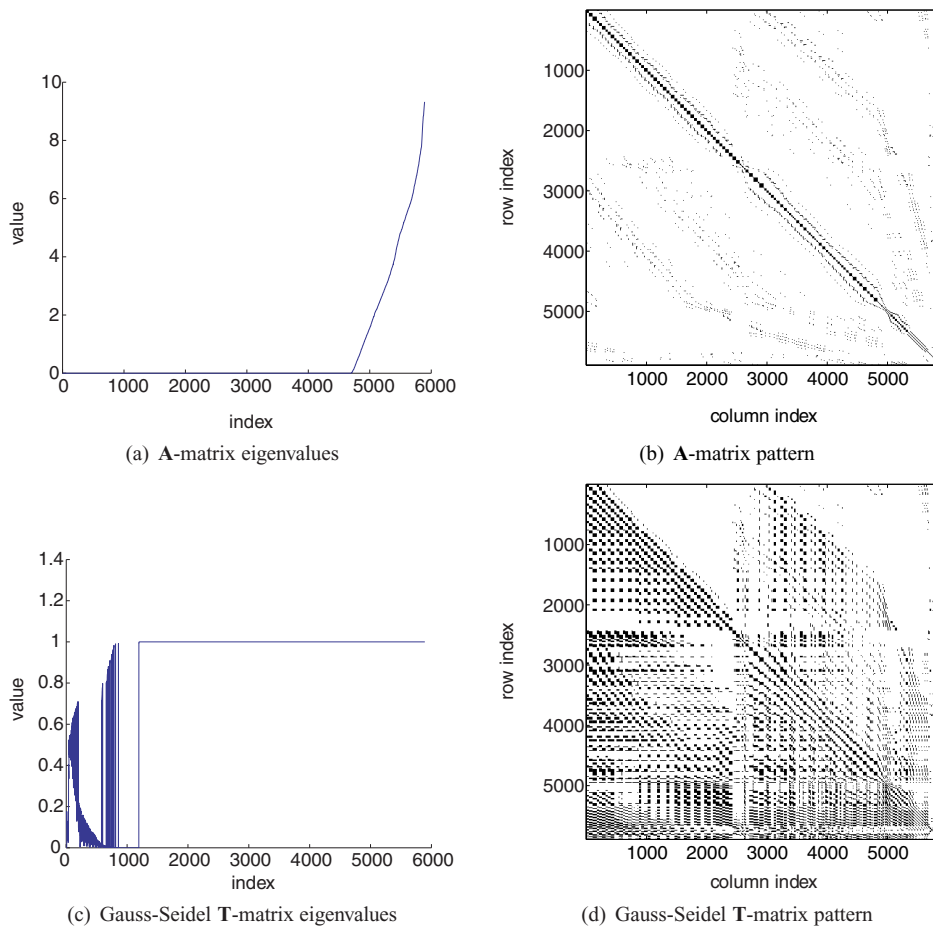 10
8
6
4
2
0
value
0 1000 2000 3000 4000 5000 6000
index
(a) A-matrix eigenvalues
1000
2000
3000
4000
5000
row index
1000 2000 3000 4000 5000
column index
(b) A-matrix pattern
1.4
1.2
1
0.8
0.6
0.4
0.2
0
value
0 1000 2000 3000 4000 5000 6000
index
(c) Gauss-Seidel T-matrix eigenvalues
1000
2000
3000
4000
5000
row index
1000 2000 3000 4000 5000
column index
(d) Gauss-Seidel T-matrix pattern